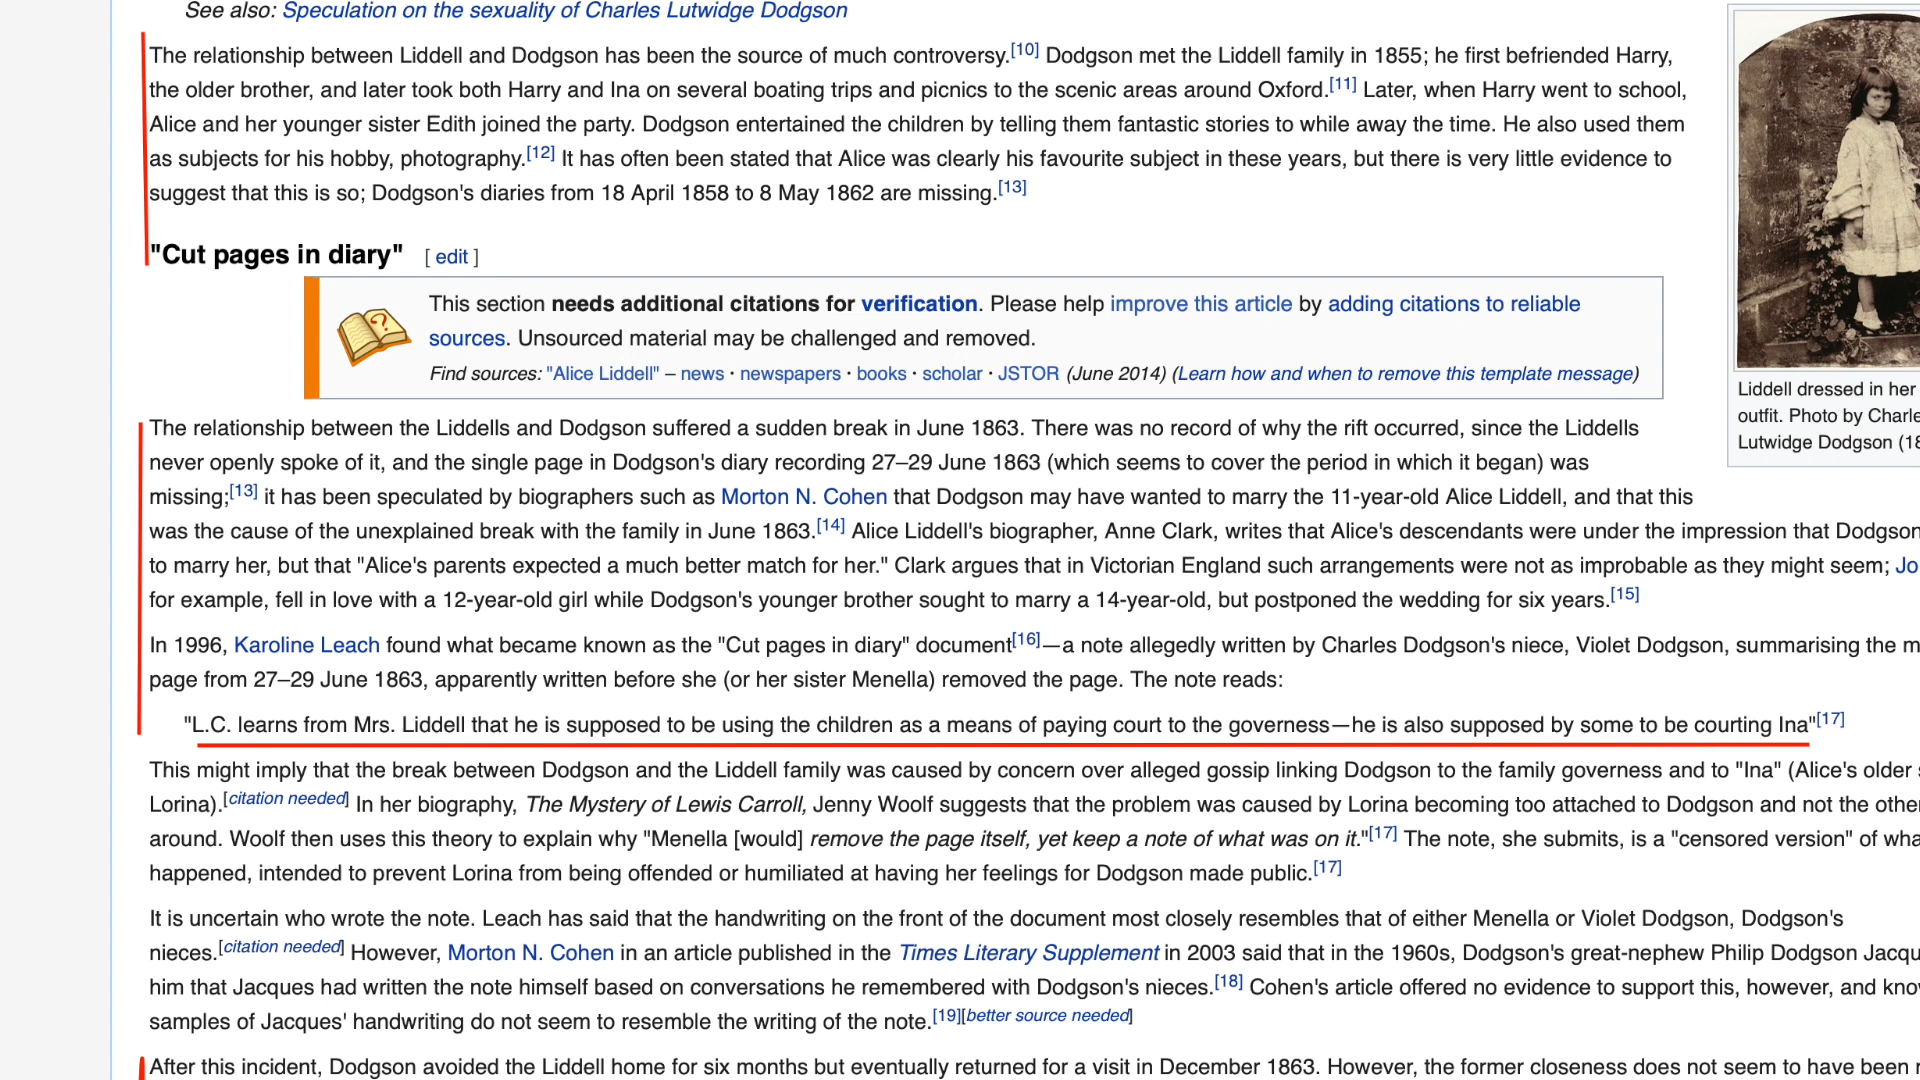 See also: Speculation on the sexuality of Charles Lutwidge Dodgson
The relationship between Liddell and Dodgson has been the source of much controversy.[10] Dodgson met the Liddell family in 1855; he first befriended Harry,
the older brother, and later took both Harry and Ina on several boating trips and picnics to the scenic areas around Oxford.[11] Later, when Harry went to school,
Alice and her younger sister Edith joined the party. Dodgson entertained the children by telling them fantastic stories to while away the time. He also used them
as subjects for his hobby, photography.[12] It has often been stated that Alice was clearly his favourite subject in these years, but there is very little evidence to
suggest that this is so; Dodgson's diaries from 18 April 1858 to 8 May 1862 are missing.[13]
"Cut pages in diary" [ edit ]
This section needs additional citations for verification. Please help improve this article by adding citations to reliable
sources. Unsourced material may be challenged and removed.
Find sources: "Alice Liddell" – news · newspapers · books · scholar · JSTOR (June 2014) (Learn how and when to remove this template message)
Liddell dressed in her
outfit. Photo by Charle
Lutwidge Dodgson (18
The relationship between the Liddells and Dodgson suffered a sudden break in June 1863. There was no record of why the rift occurred, since the Liddells
never openly spoke of it, and the single page in Dodgson's diary recording 27–29 June 1863 (which seems to cover the period in which it began) was
missing;[13] it has been speculated by biographers such as Morton N. Cohen that Dodgson may have wanted to marry the 11-year-old Alice Liddell, and that this
was the cause of the unexplained break with the family in June 1863.[14] Alice Liddell's biographer, Anne Clark, writes that Alice's descendants were under the impression that Dodgson
to marry her, but that "Alice's parents expected a much better match for her." Clark argues that in Victorian England such arrangements were not as improbable as they might seem; Jo
for example, fell in love with a 12-year-old girl while Dodgson's younger brother sought to marry a 14-year-old, but postponed the wedding for six years.[15]
In 1996, Karoline Leach found what became known as the "Cut pages in diary" document[16]—a note allegedly written by Charles Dodgson's niece, Violet Dodgson, summarising the m
page from 27–29 June 1863, apparently written before she (or her sister Menella) removed the page. The note reads:
"L.C. learns from Mrs. Liddell that he is supposed to be using the children as a means of paying court to the governess—he is also supposed by some to be courting Ina"[17]
This might imply that the break between Dodgson and the Liddell family was caused by concern over alleged gossip linking Dodgson to the family governess and to "Ina" (Alice's older s
Lorina).[citation needed] In her biography, The Mystery of Lewis Carroll, Jenny Woolf suggests that the problem was caused by Lorina becoming too attached to Dodgson and not the othe
around. Woolf then uses this theory to explain why "Menella [would] remove the page itself, yet keep a note of what was on it."[17] The note, she submits, is a "censored version" of wha
happened, intended to prevent Lorina from being offended or humiliated at having her feelings for Dodgson made public.[17]
It is uncertain who wrote the note. Leach has said that the handwriting on the front of the document most closely resembles that of either Menella or Violet Dodgson, Dodgson's
nieces.[citation needed] However, Morton N. Cohen in an article published in the Times Literary Supplement in 2003 said that in the 1960s, Dodgson's great-nephew Philip Dodgson Jacqu
him that Jacques had written the note himself based on conversations he remembered with Dodgson's nieces.[18] Cohen's article offered no evidence to support this, however, and know
samples of Jacques' handwriting do not seem to resemble the writing of the note.[19][better source needed]
After this incident, Dodgson avoided the Liddell home for six months but eventually returned for a visit in December 1863. However, the former closeness does not seem to have been